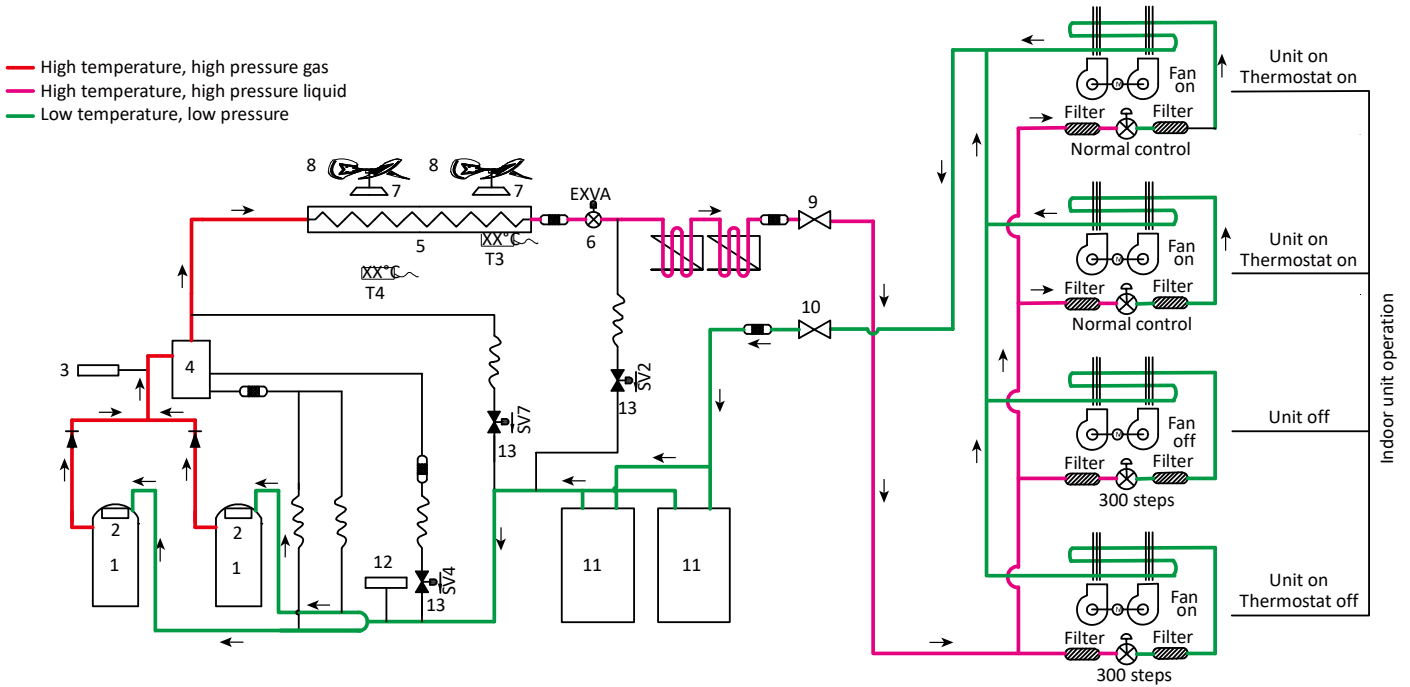 High temperature, high pressure gas
High temperature, high pressure liquid
Low temperature, low pressure
8
8
7
7
EXVA
5
6
9
XX°C
T3
XX°C
T4
10
3
4
SV2
13
SV7
13
2
1
2
1
12
SV4
13
11
11
Fan
on
Filter
Filter
Normal control
Unit on
Thermostat on
Fan
on
Filter
Filter
Normal control
Unit on
Thermostat on
Fan
off
Filter
Filter
300 steps
Unit off
Fan
on
Filter
Filter
300 steps
Unit on
Thermostat off
Indoor unit operation